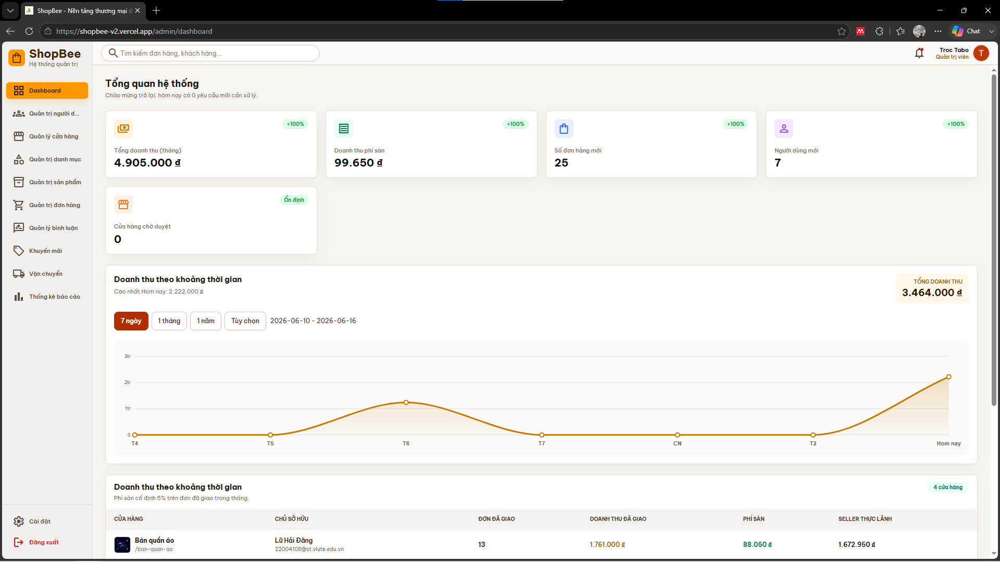 ShopBee - Nền tảng thương mại đ
https://shopbee-v2.vercel.app/admin/dashboard
Chat
ShopBee
Hệ thống quản trị
Tìm kiếm đơn hàng, khách hàng...
Troc Tabo
Quản trị viên
T
Dashboard
Quản trị người d...
Quản lý cửa hàng
Quản trị danh mục
Quản trị sản phẩm
Quản trị đơn hàng
Quản lý bình luận
Khuyến mãi
Vận chuyển
Thống kê báo cáo
Cài đặt
Đăng xuất
Tổng quan hệ thống
Chào mừng trở lại, hôm nay có 0 yêu cầu mới cần xử lý.
+100%
Tổng doanh thu (tháng)
4.905.000 ₫
+100%
Doanh thu phí sàn
99.650 ₫
+100%
Số đơn hàng mới
25
+100%
Người dùng mới
7
Ổn định
Cửa hàng chờ duyệt
0
Doanh thu theo khoảng thời gian
Cao nhất Hom nay: 2.222.000 ₫
TỔNG DOANH THU
3.464.000 ₫
7 ngày 1 tháng 1 năm Tùy chọn 2026-06-10 - 2026-06-16
3tr
2tr
1tr
0
T4 T5 T6 T7 CN T2 Hom nay
Doanh thu theo khoảng thời gian
Phí sàn cố định 5% trên đơn đã giao trong tháng.
4 cửa hàng
CỬA HÀNG CHỦ SỞ HỮU ĐƠN ĐÃ GIAO DOANH THU ĐÃ GIAO PHÍ SÀN SELLER THỰC LÃNH
Bán quần áo Lữ Hải Đăng 13 1.761.000 ₫ 88.050 ₫ 1.672.950 ₫
/ban-quan-ao 22004108@st.vlute.edu.vn